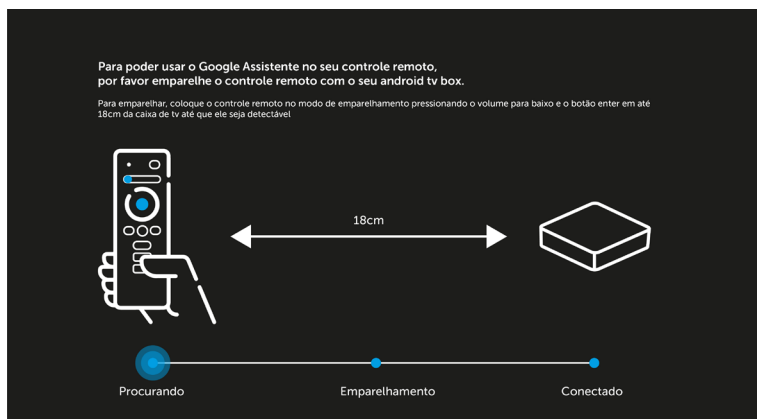 Para poder usar o Google Assistente no seu controle remoto,
por favor emparelhe o controle remoto com o seu android tv box.
Para emparelhar, coloque o controle remoto no modo de emparelhamento pressionando o volume para baixo e o botão enter em até
18cm da caixa de tv até que ele seja detectável
18cm
Procurando
Emparelhamento
Conectado